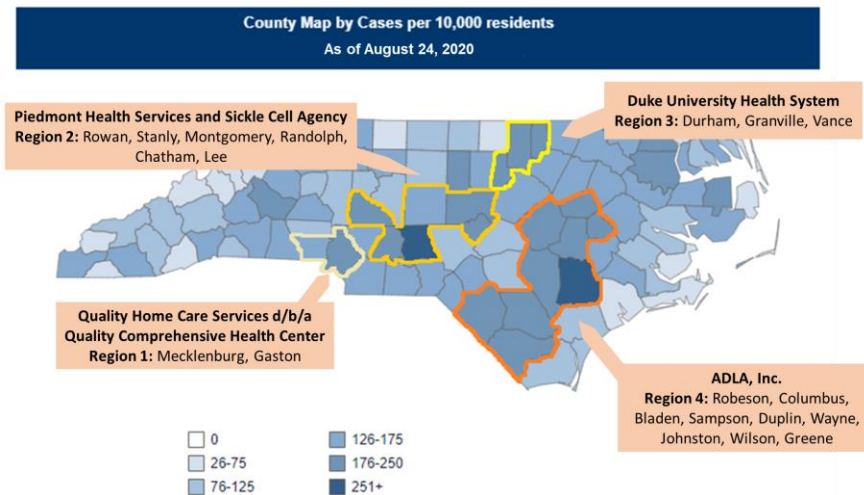 County Map by Cases per 10,000 residents
As of August 24, 2020
Piedmont Health Services and Sickle Cell Agency
Region 2: Rowan, Stanly, Montgomery, Randolph,
Chatham, Lee
Duke University Health System
Region 3: Durham, Granville, Vance
Quality Home Care Services d/b/a
Quality Comprehensive Health Center
Region 1: Mecklenburg, Gaston
ADLA, Inc.
Region 4: Robeson, Columbus,
Bladen, Sampson, Duplin, Wayne,
Johnston, Wilson, Greene
0
26-75
76-125
126-175
176-250
251+